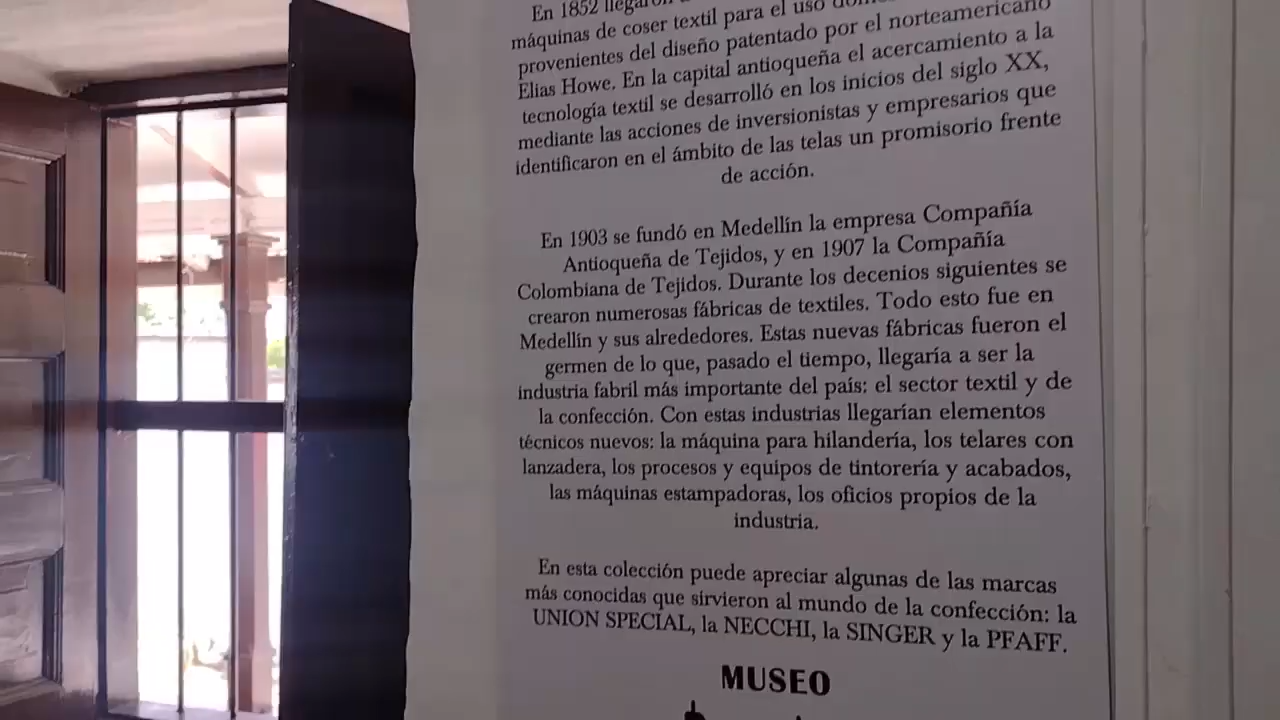 En 1852 llegaron
máquinas de coser textil para el uso
provenientes del diseño patentado por el norteamericano
Elias Howe. En la capital antioqueña el acercamiento a la
tecnología textil se desarrolló en los inicios del siglo XX,
mediante las acciones de inversionistas y empresarios que
identificaron en el ámbito de las telas un promisorio frente
de acción.
En 1903 se fundó en Medellín la empresa Compañía
Antioqueña de Tejidos, y en 1907 la Compañía
Colombiana de Tejidos. Durante los decenios siguientes se
crearon numerosas fábricas de textiles. Todo esto fue en
Medellín y sus alrededores. Estas nuevas fábricas fueron el
germen de lo que, pasado el tiempo, llegaría a ser la
industria fabril más importante del país: el sector textil y de
la confección. Con estas industrias llegarían elementos
técnicos nuevos: la máquina para hilandería, los telares con
lanzadera, los procesos y equipos de tintorería y acabados,
las máquinas estampadoras, los oficios propios de la
industria.
En esta colección puede apreciar algunas de las marcas
más conocidas que sirvieron al mundo de la confección: la
UNION SPECIAL, la NECCHI, la SINGER y la PFAFF.
MUSEO